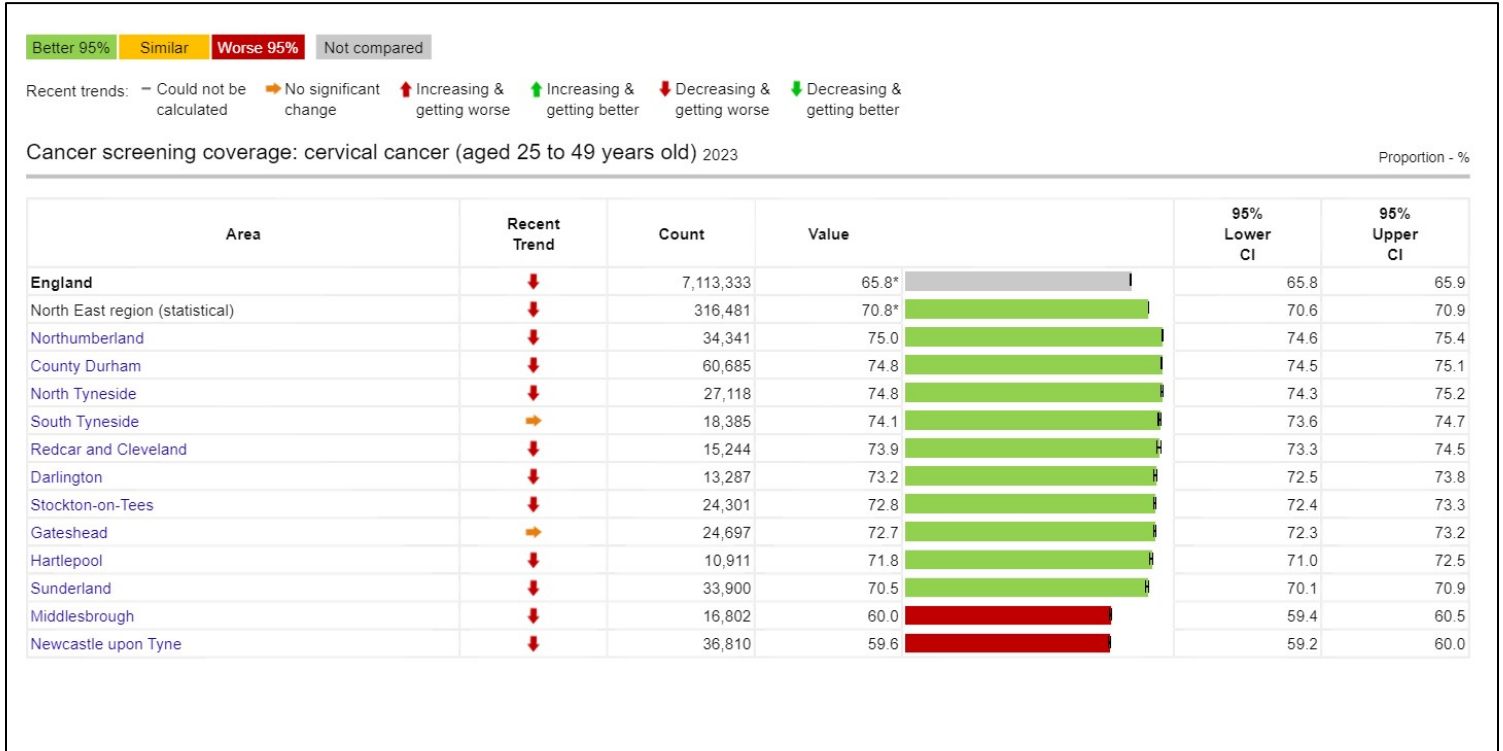 Better 95% Similar Worse 95% Not compared
Recent trends: – Could not be calculated No significant change Increasing & getting worse Increasing & getting better Decreasing & getting worse Decreasing & getting better
Cancer screening coverage: cervical cancer (aged 25 to 49 years old) 2023 Proportion - %
Area Recent Trend Count Value 95% Lower CI 95% Upper CI
England 7,113,333 65.8* 65.8 65.9
North East region (statistical) 316,481 70.8* 70.6 70.9
Northumberland 34,341 75.0 74.6 75.4
County Durham 60,685 74.8 74.5 75.1
North Tyneside 27,118 74.8 74.3 75.2
South Tyneside 18,385 74.1 73.6 74.7
Redcar and Cleveland 15,244 73.9 73.3 74.5
Darlington 13,287 73.2 72.5 73.8
Stockton-on-Tees 24,301 72.8 72.4 73.3
Gateshead 24,697 72.7 72.3 73.2
Hartlepool 10,911 71.8 71.0 72.5
Sunderland 33,900 70.5 70.1 70.9
Middlesbrough 16,802 60.0 59.4 60.5
Newcastle upon Tyne 36,810 59.6 59.2 60.0